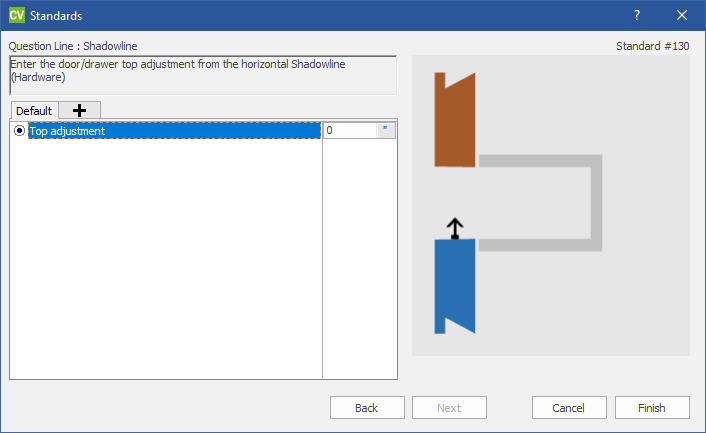 CV Standards ?
Question Line : Shadowline Standard #130
Enter the door/drawer top adjustment from the horizontal Shadowline
(Hardware)
Default
Top adjustment 0 "
Back Next Cancel Finish